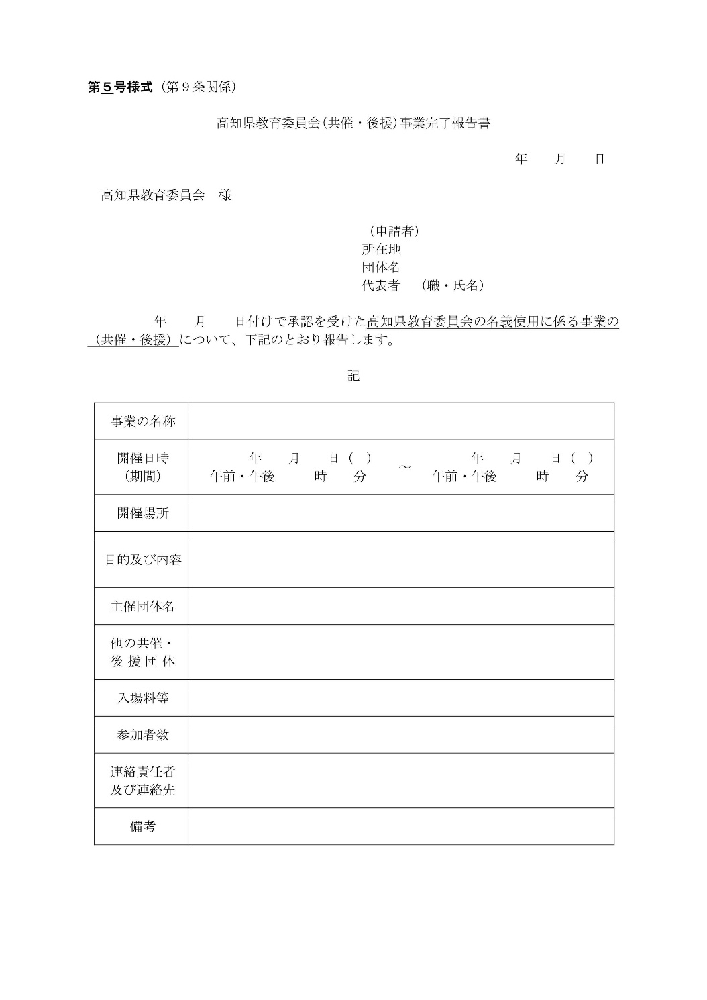 第５号様式（第９条関係）
高知県教育委員会（共催・後援）事業完了報告書
年　　月　　日
高知県教育委員会　様
（申請者）
所在地
団体名
代表者　（職・氏名）
年　　月　　日付けで承認を受けた高知県教育委員会の名義使用に係る事業の
（共催・後援）について、下記のとおり報告します。
記
事業の名称
開催日時
（期間）
年　　月　　日（　）
午前・午後　　　時　　分
～
年　　月　　日（　）
午前・午後　　　時　　分
開催場所
目的及び内容
主催団体名
他の共催・
後援団体
入場料等
参加者数
連絡責任者
及び連絡先
備考